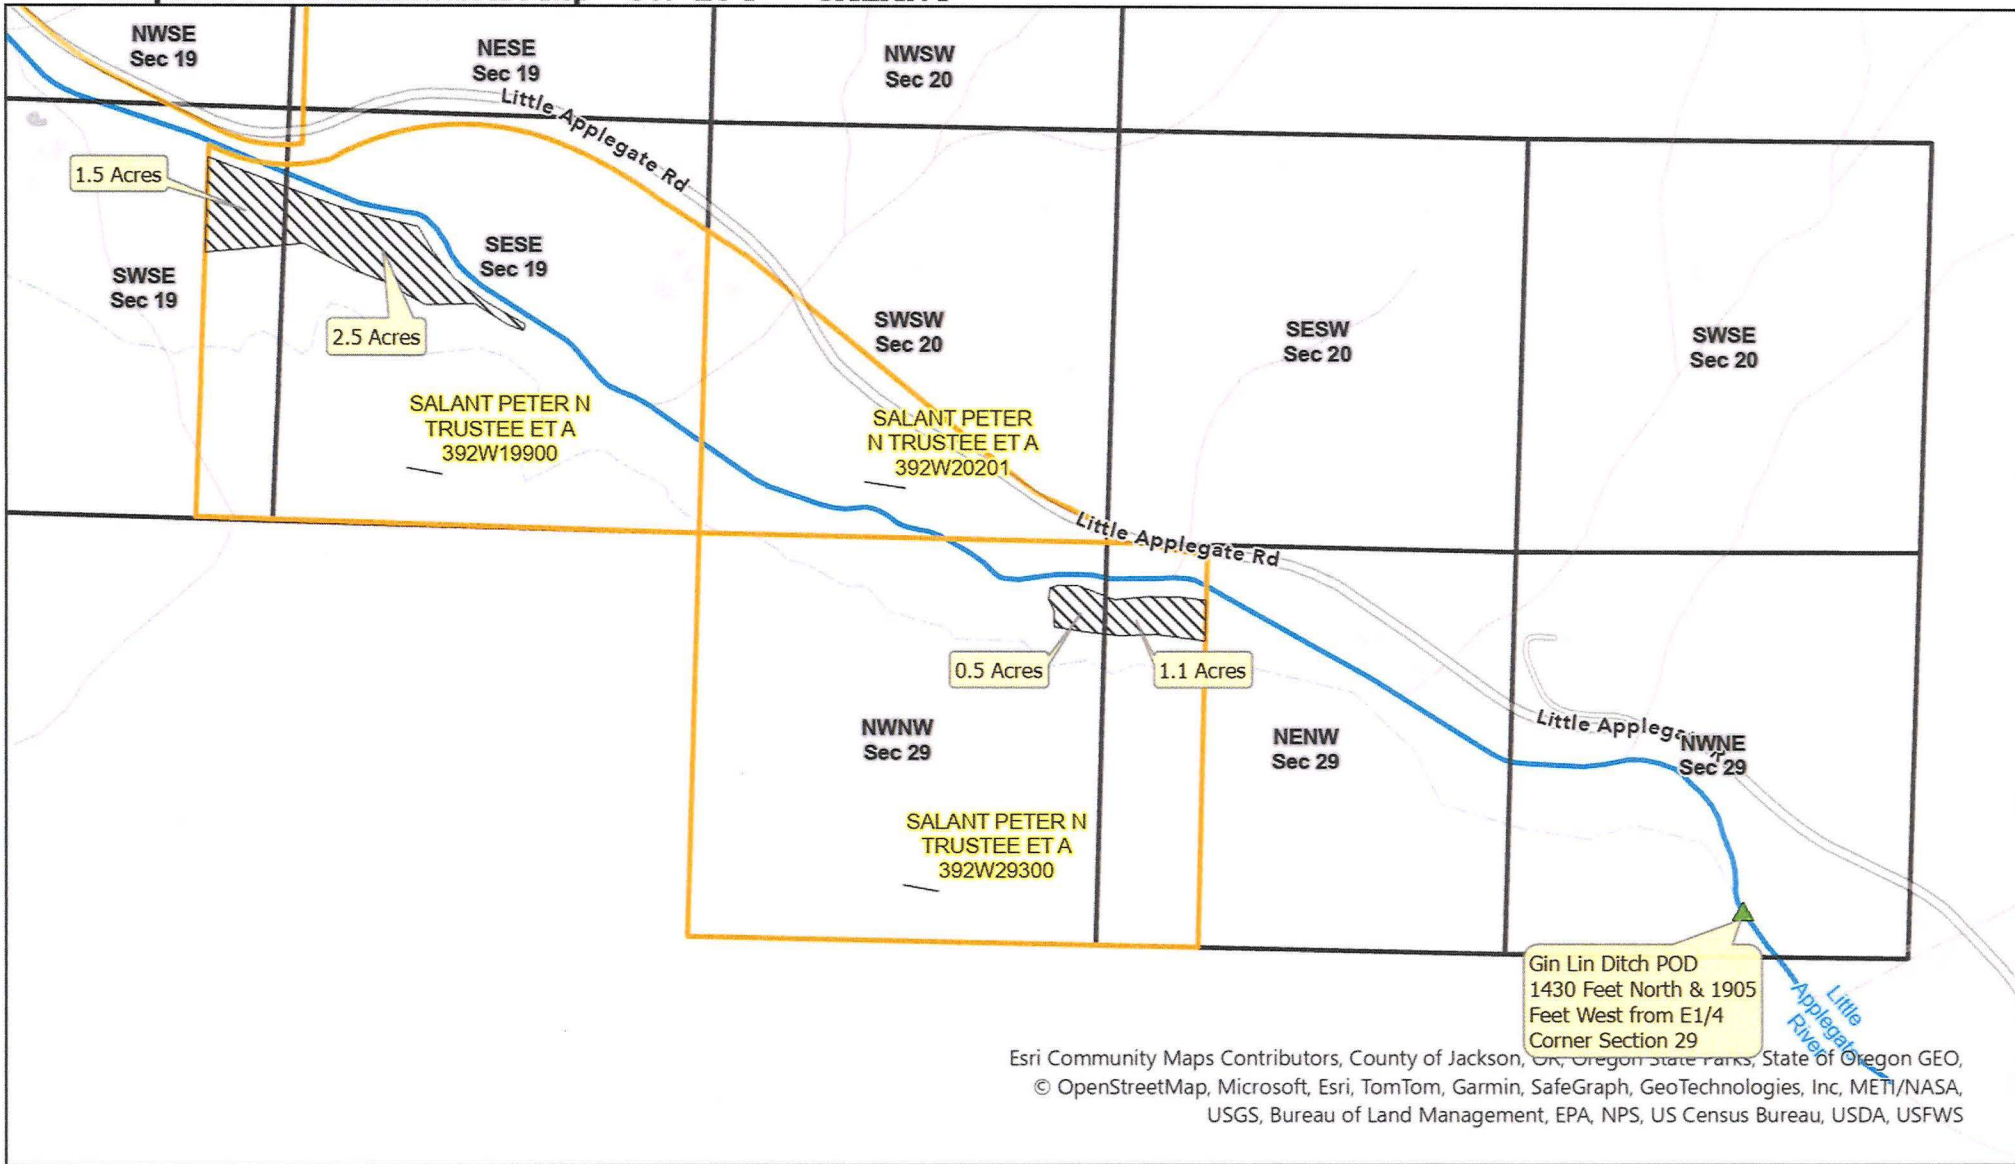 NWSE
Sec 19
NESE
Sec 19
NWSW
Sec 20
Little Applegate Rd
1.5 Acres
SESE
Sec 19
SWSE
Sec 19
2.5 Acres
SWSW
Sec 20
SESW
Sec 20
SWSE
Sec 20
SALANT PETER N
TRUSTEE ET A
392W19900
SALANT PETER
N TRUSTEE ET A
392W20201
Little Applegate Rd
0.5 Acres
1.1 Acres
NWNW
Sec 29
NENW
Sec 29
Little Applega
NWNE
Sec 29
SALANT PETER N
TRUSTEE ET A
392W29300
Gin Lin Ditch POD
1430 Feet North & 1905
Feet West from E1/4
Corner Section 29
Little
Applegate
River
Esri Community Maps Contributors, County of Jackson, OR, Oregon State Parks, State of Oregon GEO,
© OpenStreetMap, Microsoft, Esri, TomTom, Garmin, SafeGraph, GeoTechnologies, Inc, METI/NASA,
USGS, Bureau of Land Management, EPA, NPS, US Census Bureau, USDA, USFWS